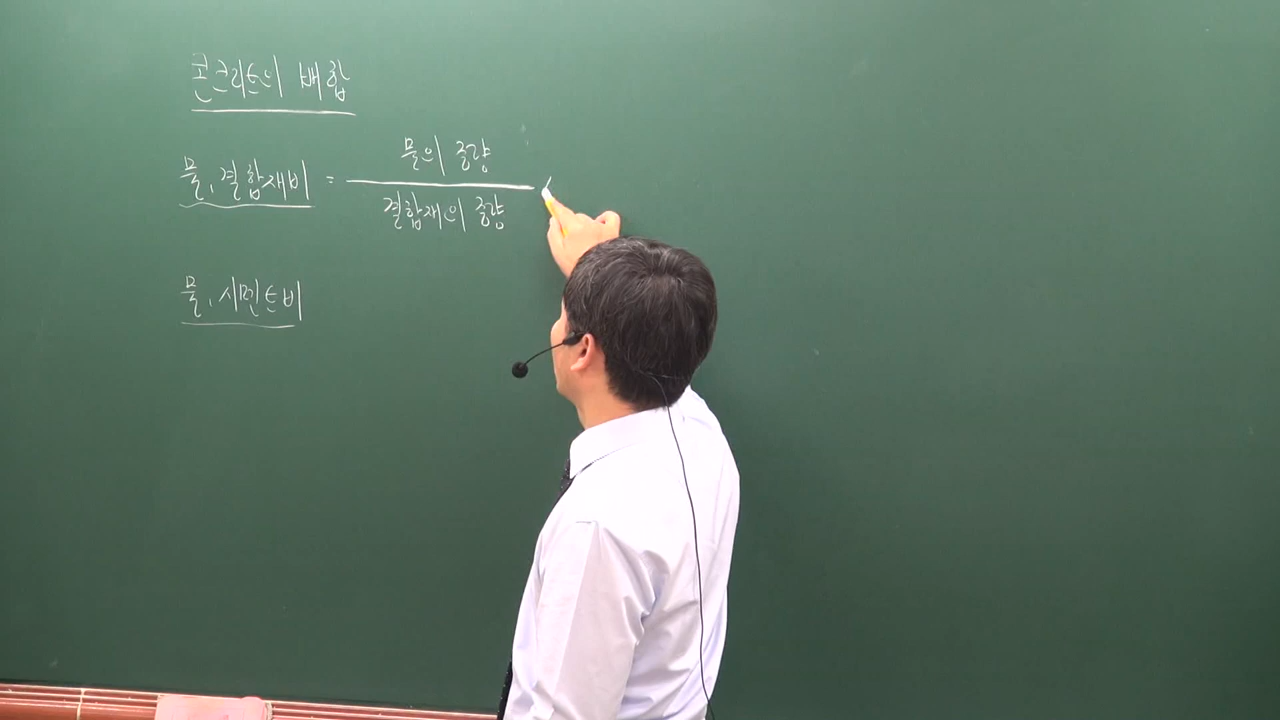 콘크리트의 배합
물의 중량
물, 결합재비 =
결합재의 중량
물, 시멘트비